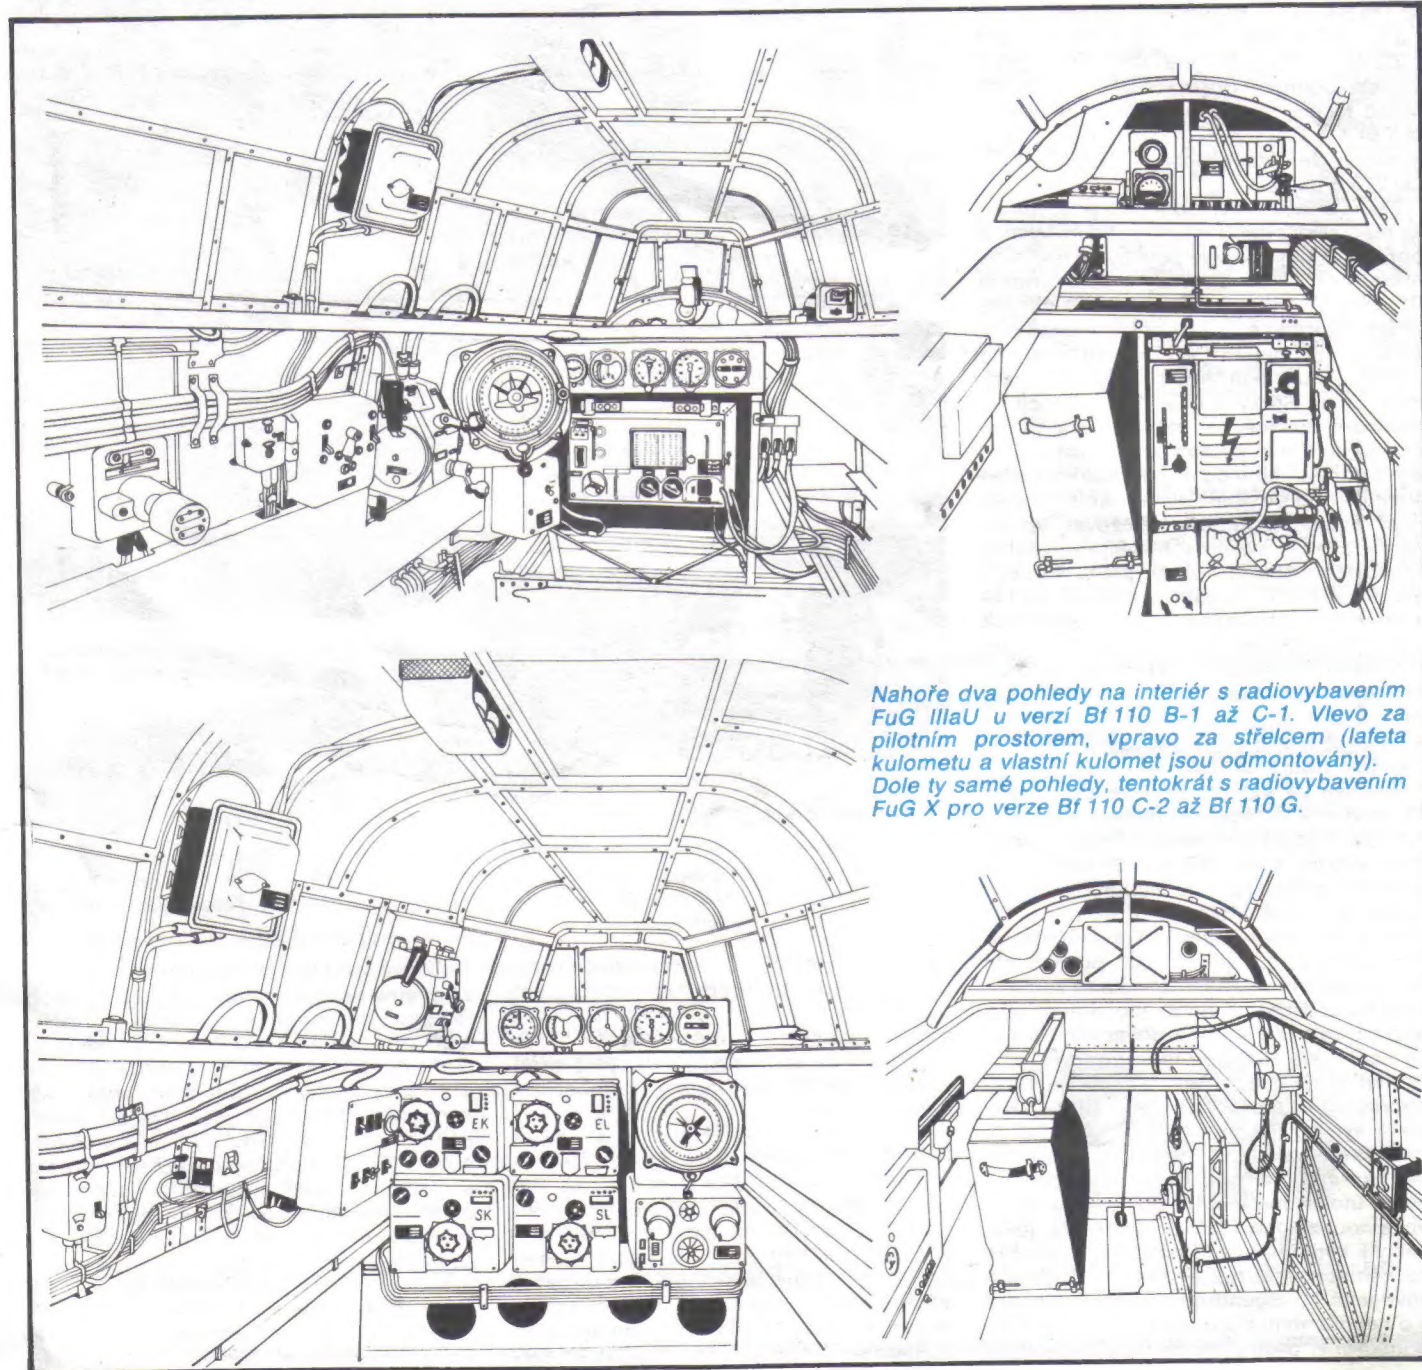 Nahoře dva pohledy na interiér s radiovybavením
FuG IIIaU u verzí Bf 110 B-1 až C-1. Vlevo za
pilotním prostorem, vpravo za střelcem (lafeta
kulometu a vlastní kulomet jsou odmontovány).
Dole ty samé pohledy, tentokrát s radiovybavením
FuG X pro verze Bf 110 C-2 až Bf 110 G.
EK
EL
SK
SL